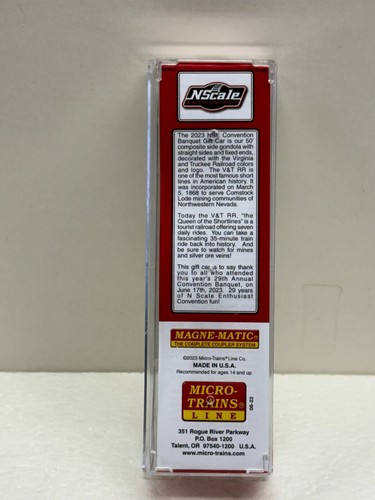 NScale
The 2023 NSE Convention
Banquet Gift Car is our 50'
composite side gondola with
straight sides and fixed ends,
decorated with the Virginia
and Truckee Railroad colors
and logo. The V&T RR is
one of the most famous short
lines in American history. It
was incorporated on March
5, 1868 to serve Comstock
Lode mining communities of
Northwestern Nevada.
Today the V&T RR, "the
Queen of the Shortlines" is a
tourist railroad offering seven
daily rides. You can take a
fascinating 35-minute train
ride back into history. And
be sure to watch for mines
and silver ore veins!
This gift car is to say thank
you to all who attended
this year's 29th Annual
Convention Banquet, on
June 17th, 2023. 29 years
of N Scale Enthusiast
Convention fun!
MAGNE-MATIC®
THE COMPLETE COUPLER SYSTEM
©2023 Micro-Trains® Line Co.
MADE IN U.S.A.
Recommended for ages 14 and up.
MICRO-
TRAINS®
LINE
06-22
351 Rogue River Parkway
P.O. Box 1200
Talent, OR 97540-1200 U.S.A.
www.micro-trains.com